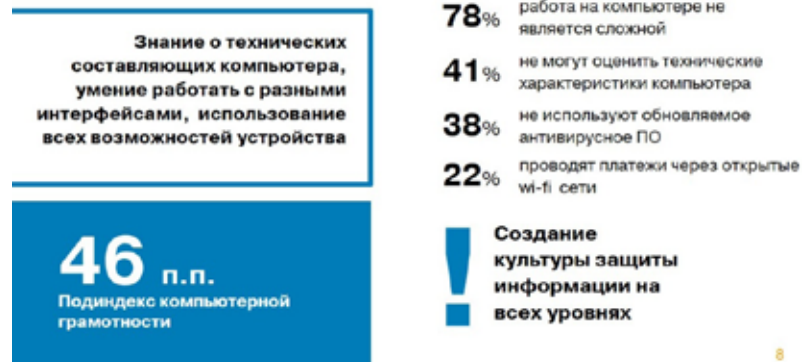 Знание о технических
составляющих компьютера,
умение работать с разными
интерфейсами, использование
всех возможностей устройства
46 п.п.
Подиндекс компьютерной
грамотности
78% работа на компьютере не
является сложной
41% не могут оценить технические
характеристики компьютера
38% не используют обновляемое
антивирусное ПО
22% проводят платежи через открытые
wi-fi сети
! Создание
культуры защиты
информации на
всех уровнях
8